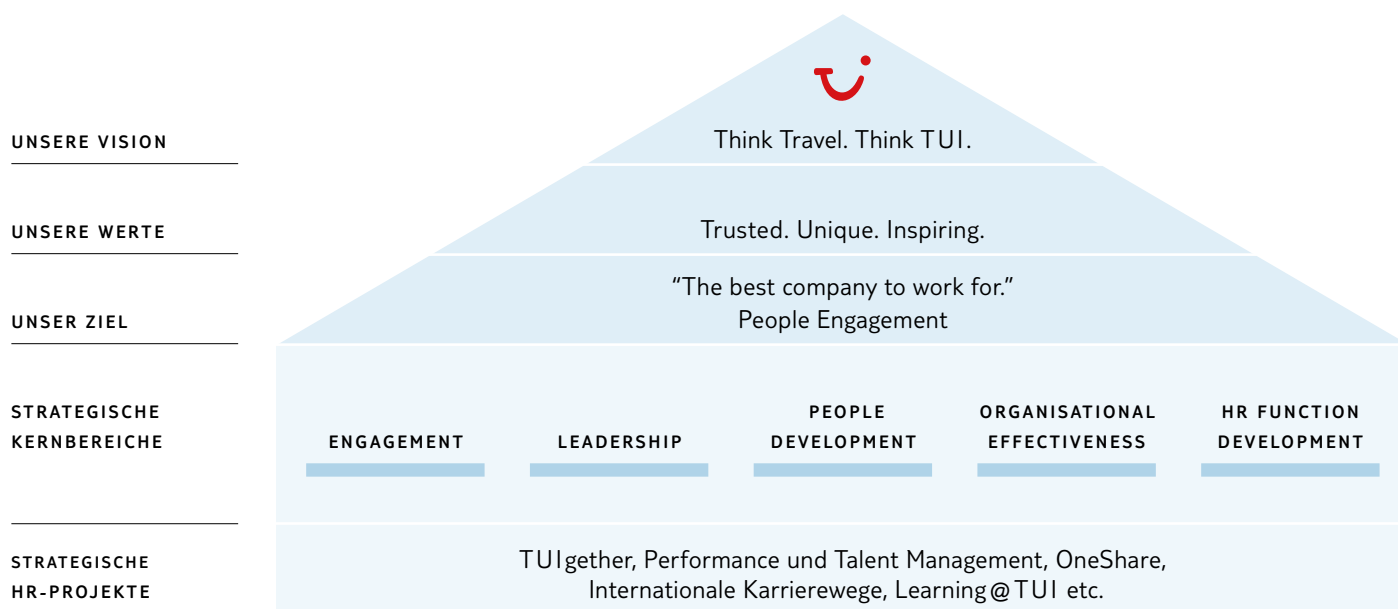 UNSERE VISION
Think Travel. Think TUI.
UNSERE WERTE
Trusted. Unique. Inspiring.
“The best company to work for.”
UNSER ZIEL
People Engagement
STRATEGISCHE
KERNBEREICHE
ENGAGEMENT
LEADERSHIP
PEOPLE
DEVELOPMENT
ORGANISATIONAL
EFFECTIVENESS
HR FUNCTION
DEVELOPMENT
STRATEGISCHE
HR-PROJEKTE
TUIgether, Performance und Talent Management, OneShare,
Internationale Karrierewege, Learning@TUI etc.